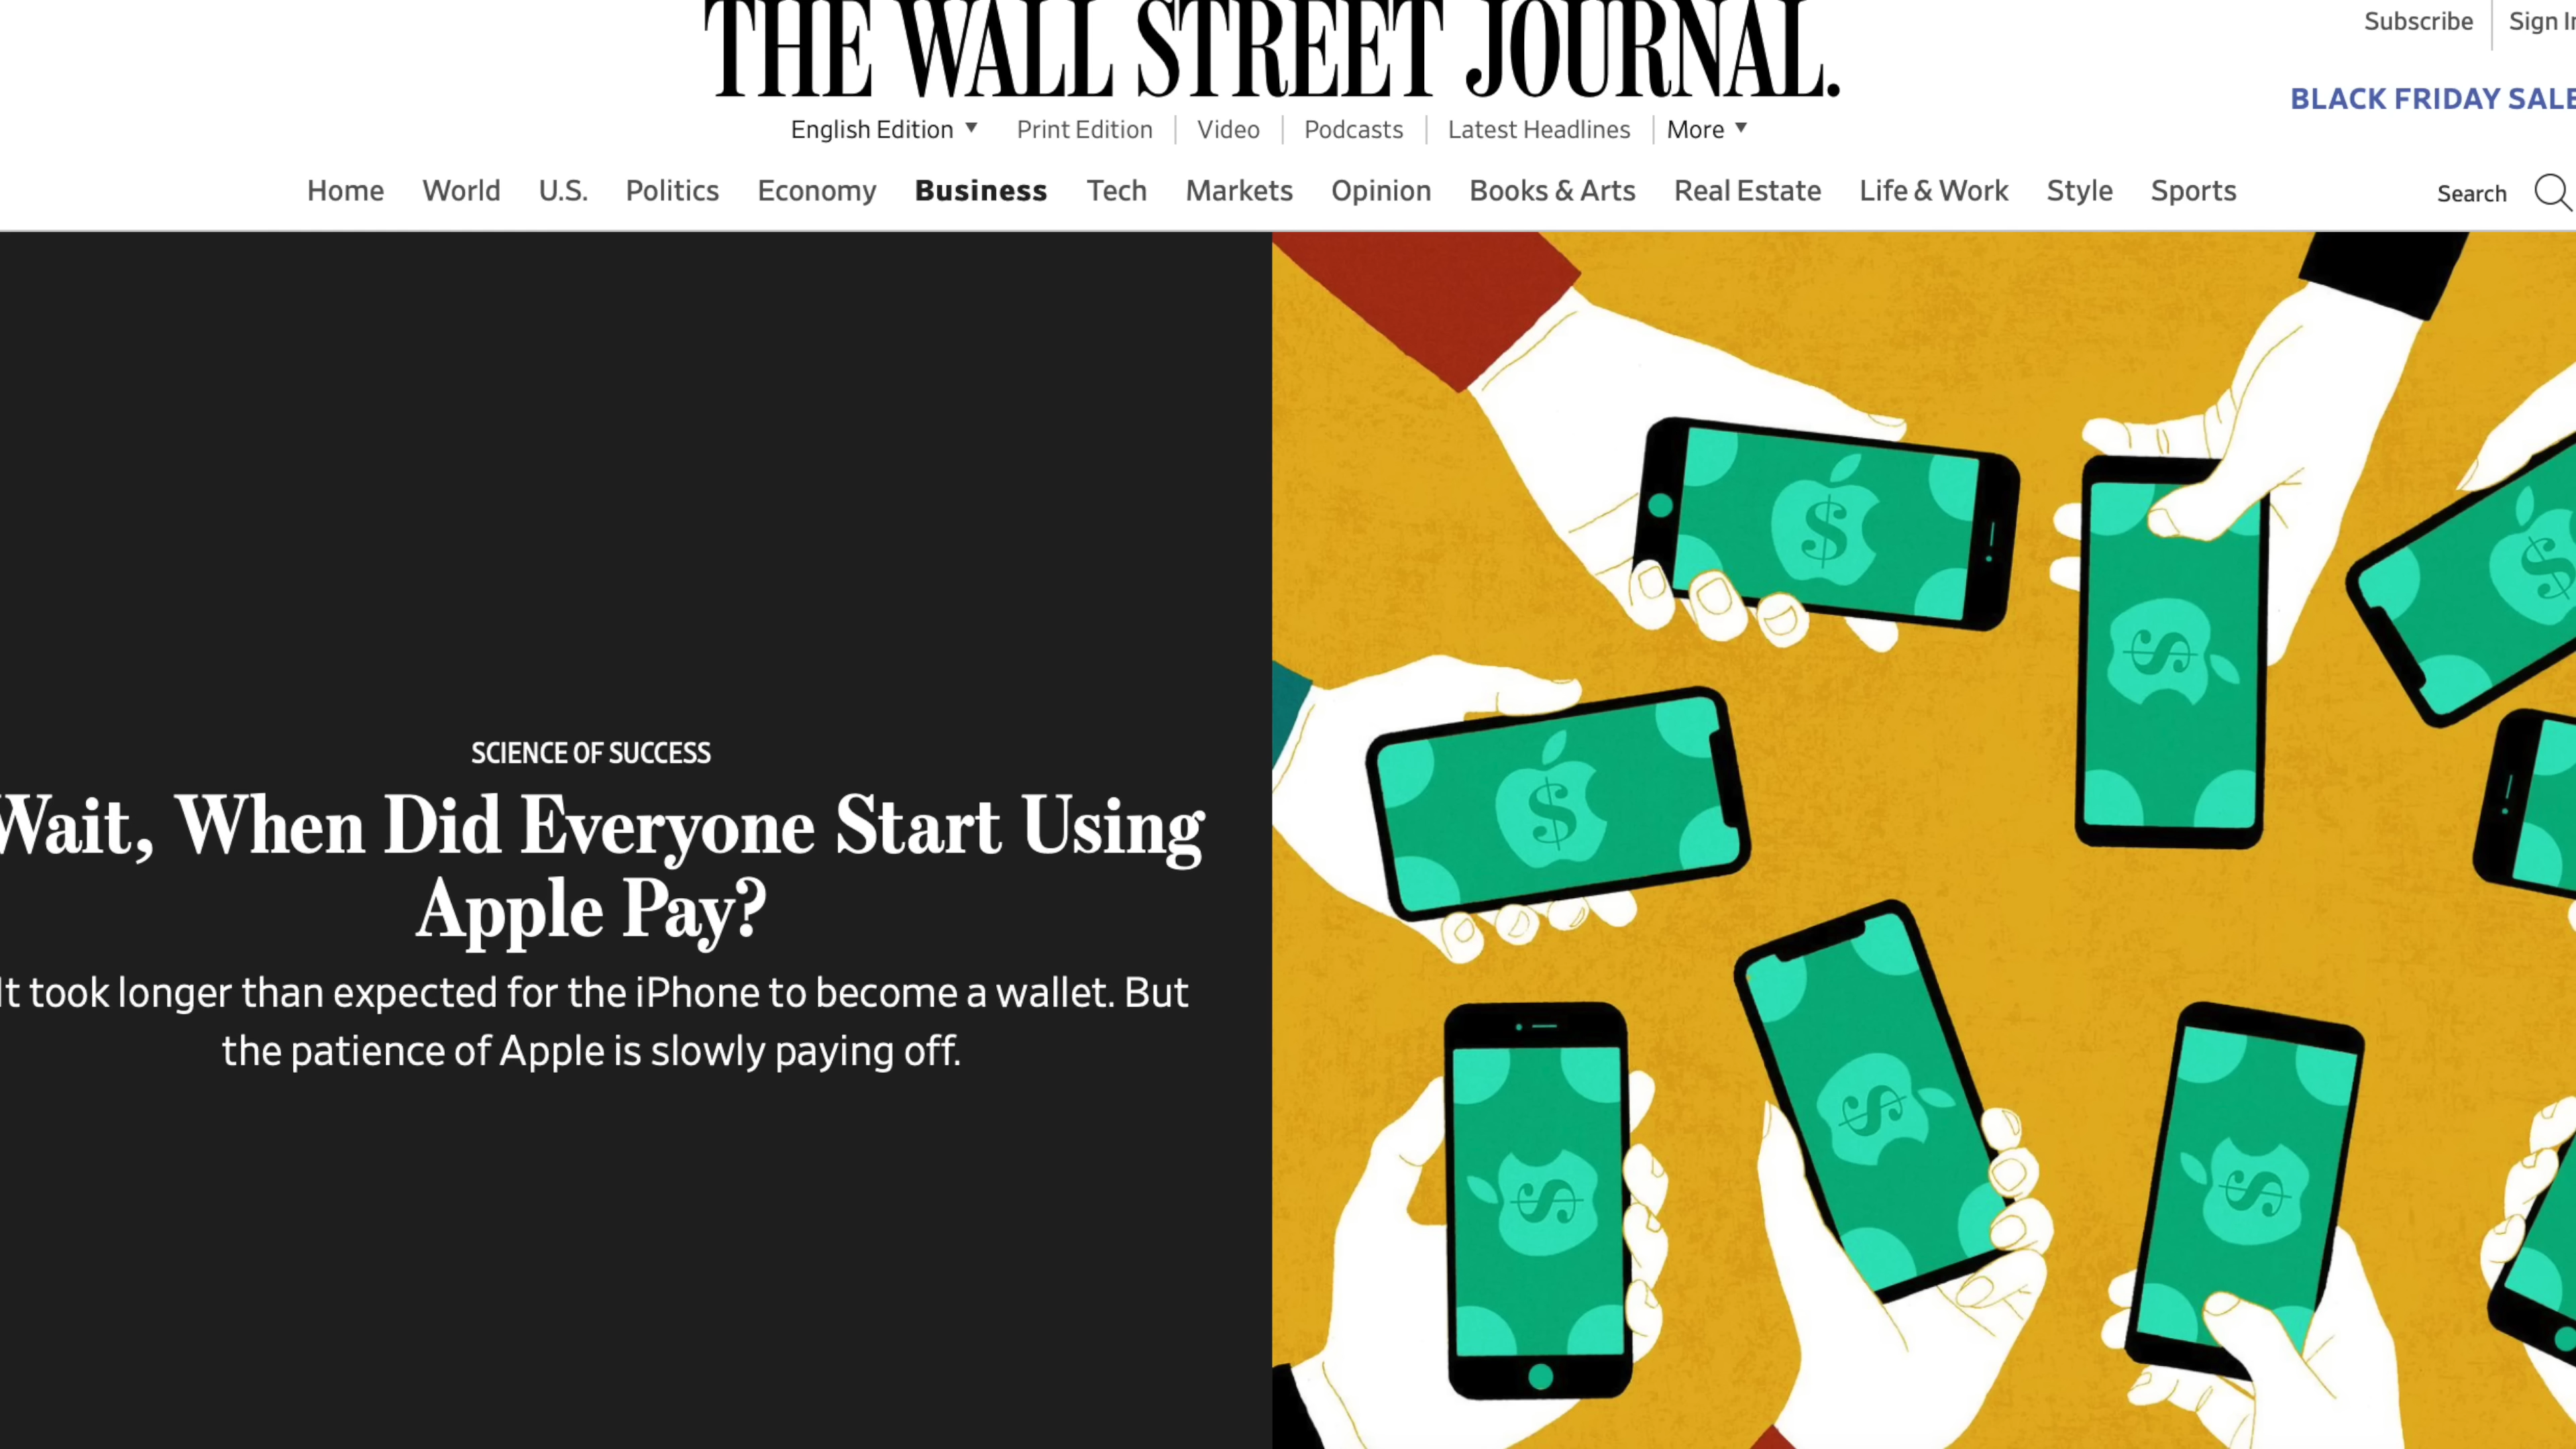 THE WALL STREET JOURNAL.
Subscribe
Sign In
BLACK FRIDAY SALE
English Edition ▼ Print Edition Video Podcasts Latest Headlines More ▼
Home World U.S. Politics Economy Business Tech Markets Opinion Books & Arts Real Estate Life & Work Style Sports
Search
SCIENCE OF SUCCESS
Wait, When Did Everyone Start Using
Apple Pay?
It took longer than expected for the iPhone to become a wallet. But
the patience of Apple is slowly paying off.
$
$
$
$
$
$
$